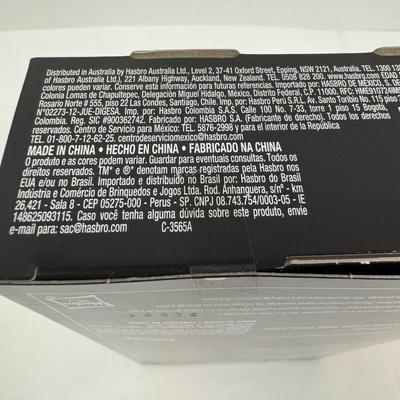 Distributed in Australia by Hasbro Australia Ltd., Level 2, 37-41 Oxford Street, Epping, NSW 2121, Australia. TEL: 1300 13
of Hasbro Australia Ltd., 221 Albany Highway, Auckland, New Zealand. TEL: 0508 828 200. www.hasbro.com.
colores pueden variar. Conserve esta información para futuras referencias. Importado por: HASBRO DE MEXICO, S. DE
Colonia Lomas de Chapultepec, Delegación Miguel Hidalgo, México, Distrito Federal, C.P. 11000. RFC:
Rosario Norte # 555, piso 22 Las Condes, Santiago, Chile. Importado por: Hasbro Perú S.R.L. Av. Santo Toribio No. 115 piso
N°02273-12-JUE-DIGESA. Importado por: Hasbro Colombia S.A.S. Calle 100 No. 7-33, torre 1 piso 15 Bogotá,
Colombia. Reg. SIC: 900362742. Fabricado por: HASBRO S.A. (Fabricante de derecho). Todos los derechos
reservados. Centro de Servicio para México: Tel. 5876-2998 y para el interior de la República
Tel. 01-800-712-62-25, centrodeserviciomexico@hasbro.com.
MADE IN CHINA • HECHO EN CHINA • FABRICADO NA CHINA
O produto e as cores podem variar. Guardar para eventuais consultas. Todos os
direitos reservados. TM* e ® denotam marcas registradas pela Hasbro nos
EUA e/ou no Brasil. Importado e distribuído no Brasil por: Hasbro do Brasil
Indústria e Comércio de Brinquedos e Jogos Ltda. Rod. Anhanguera, s/nº - km
26,421 - Sala 8 - CEP 05275-000 - Perus - SP. CNPJ 08.743.754/0003-05 - IE
148625093115. Caso você tenha alguma dúvida sobre este produto, envie
e-mail para: sac@hasbro.com. C-3565A